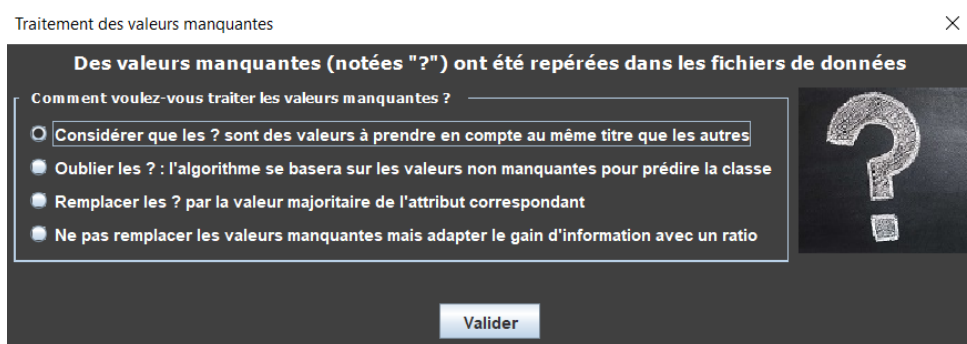 Traitement des valeurs manquantes
Des valeurs manquantes (notées "?") ont été repérées dans les fichiers de données
Comment voulez-vous traiter les valeurs manquantes ?
Considérer que les ? sont des valeurs à prendre en compte au même titre que les autres
Oublier les ? : l'algorithme se basera sur les valeurs non manquantes pour prédire la classe
Remplacer les ? par la valeur majoritaire de l'attribut correspondant
Ne pas remplacer les valeurs manquantes mais adapter le gain d'information avec un ratio
?
Valider